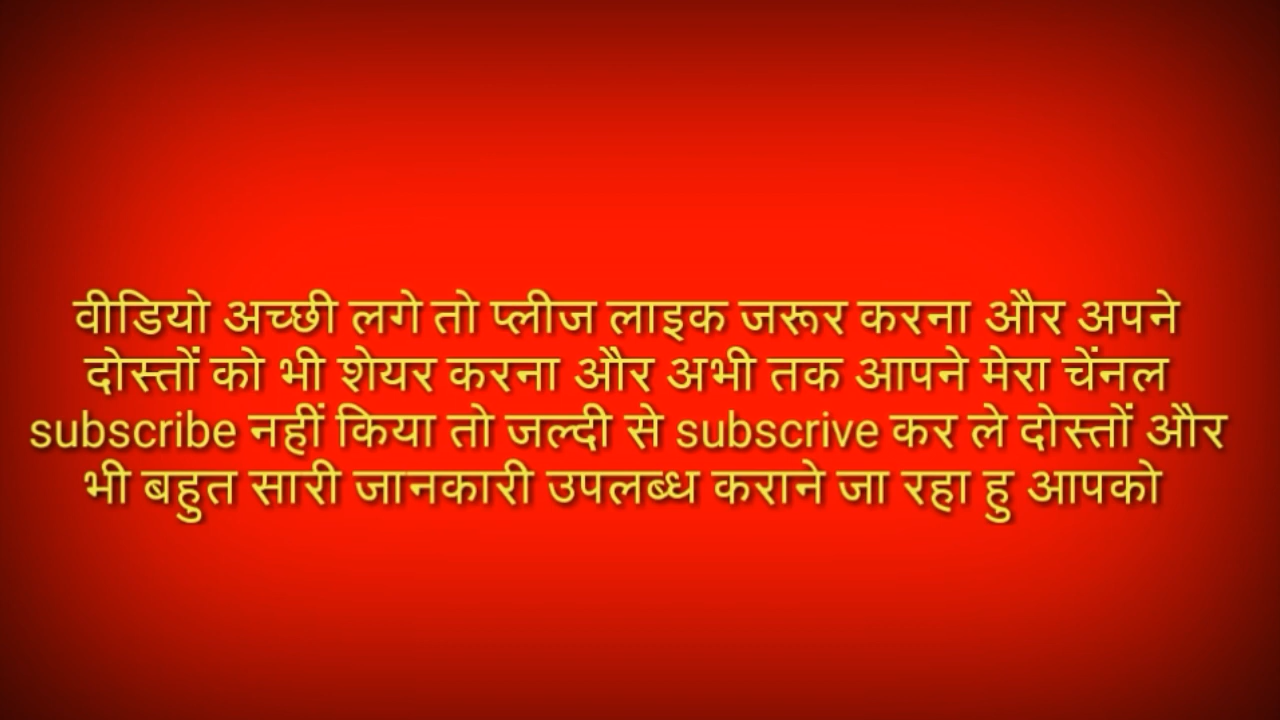 वीडियो अच्छी लगे तो प्लीज लाइक जरूर करना और अपने
दोस्तों को भी शेयर करना और अभी तक आपने मेरा चेंनल
subscribe नहीं किया तो जल्दी से subscrive कर ले दोस्तों और
भी बहुत सारी जानकारी उपलब्ध कराने जा रहा हु आपको